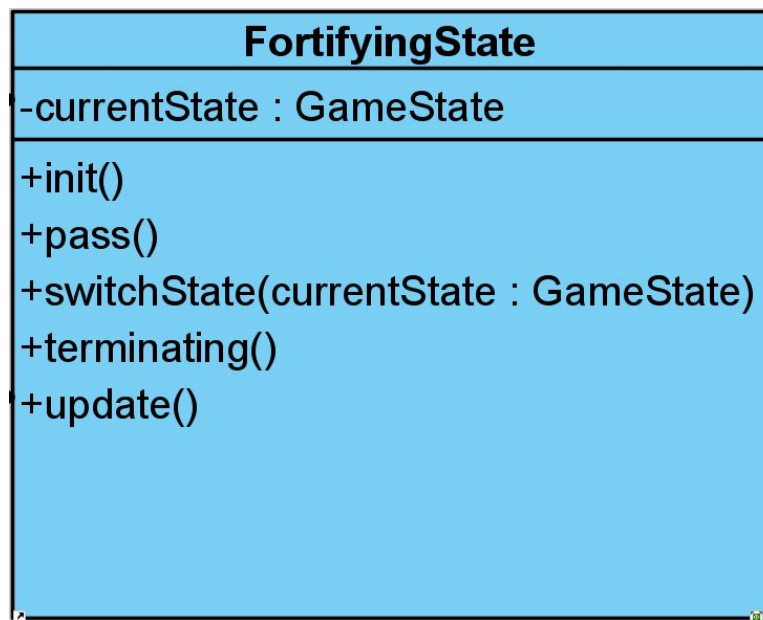 FortifyingState
-currentState : GameState
+init()
+pass()
+switchState(currentState : GameState)
+terminating()
+update()